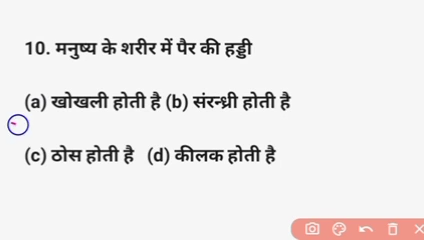 10. मनुष्य के शरीर में पैर की हड्डी
(a) खोखली होती है (b) संरन्ध्री होती है
(c) ठोस होती है (d) कीलक होती है